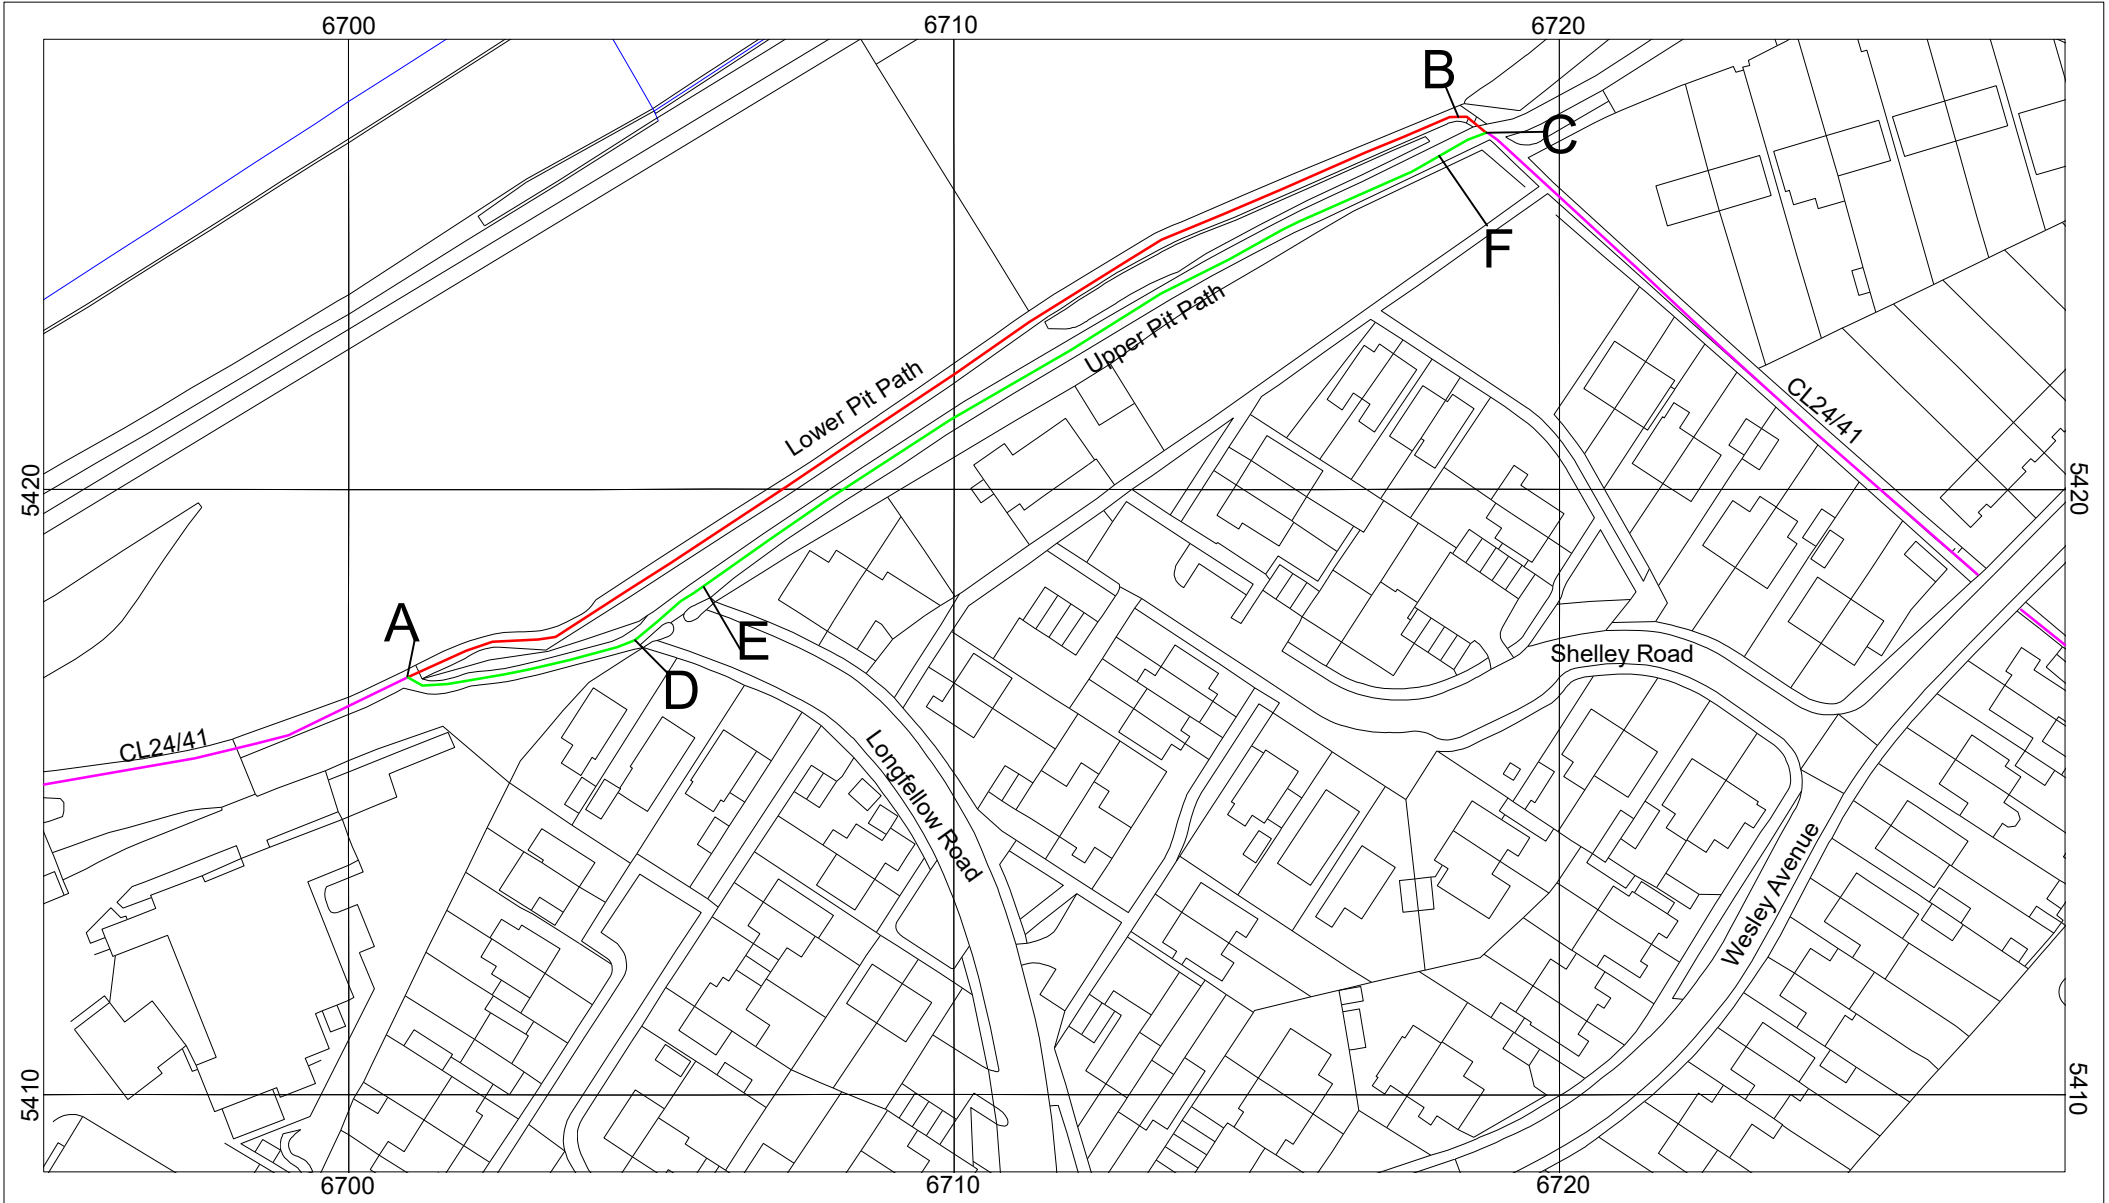 6700
6710
6720
B
C
F
Upper Pit Path
Lower Pit Path
CL24/41
5420
5420
A
E
D
Shelley Road
CL24/41
Longfellow Road
Wesley Avenue
5410
5410
6700
6710
6720